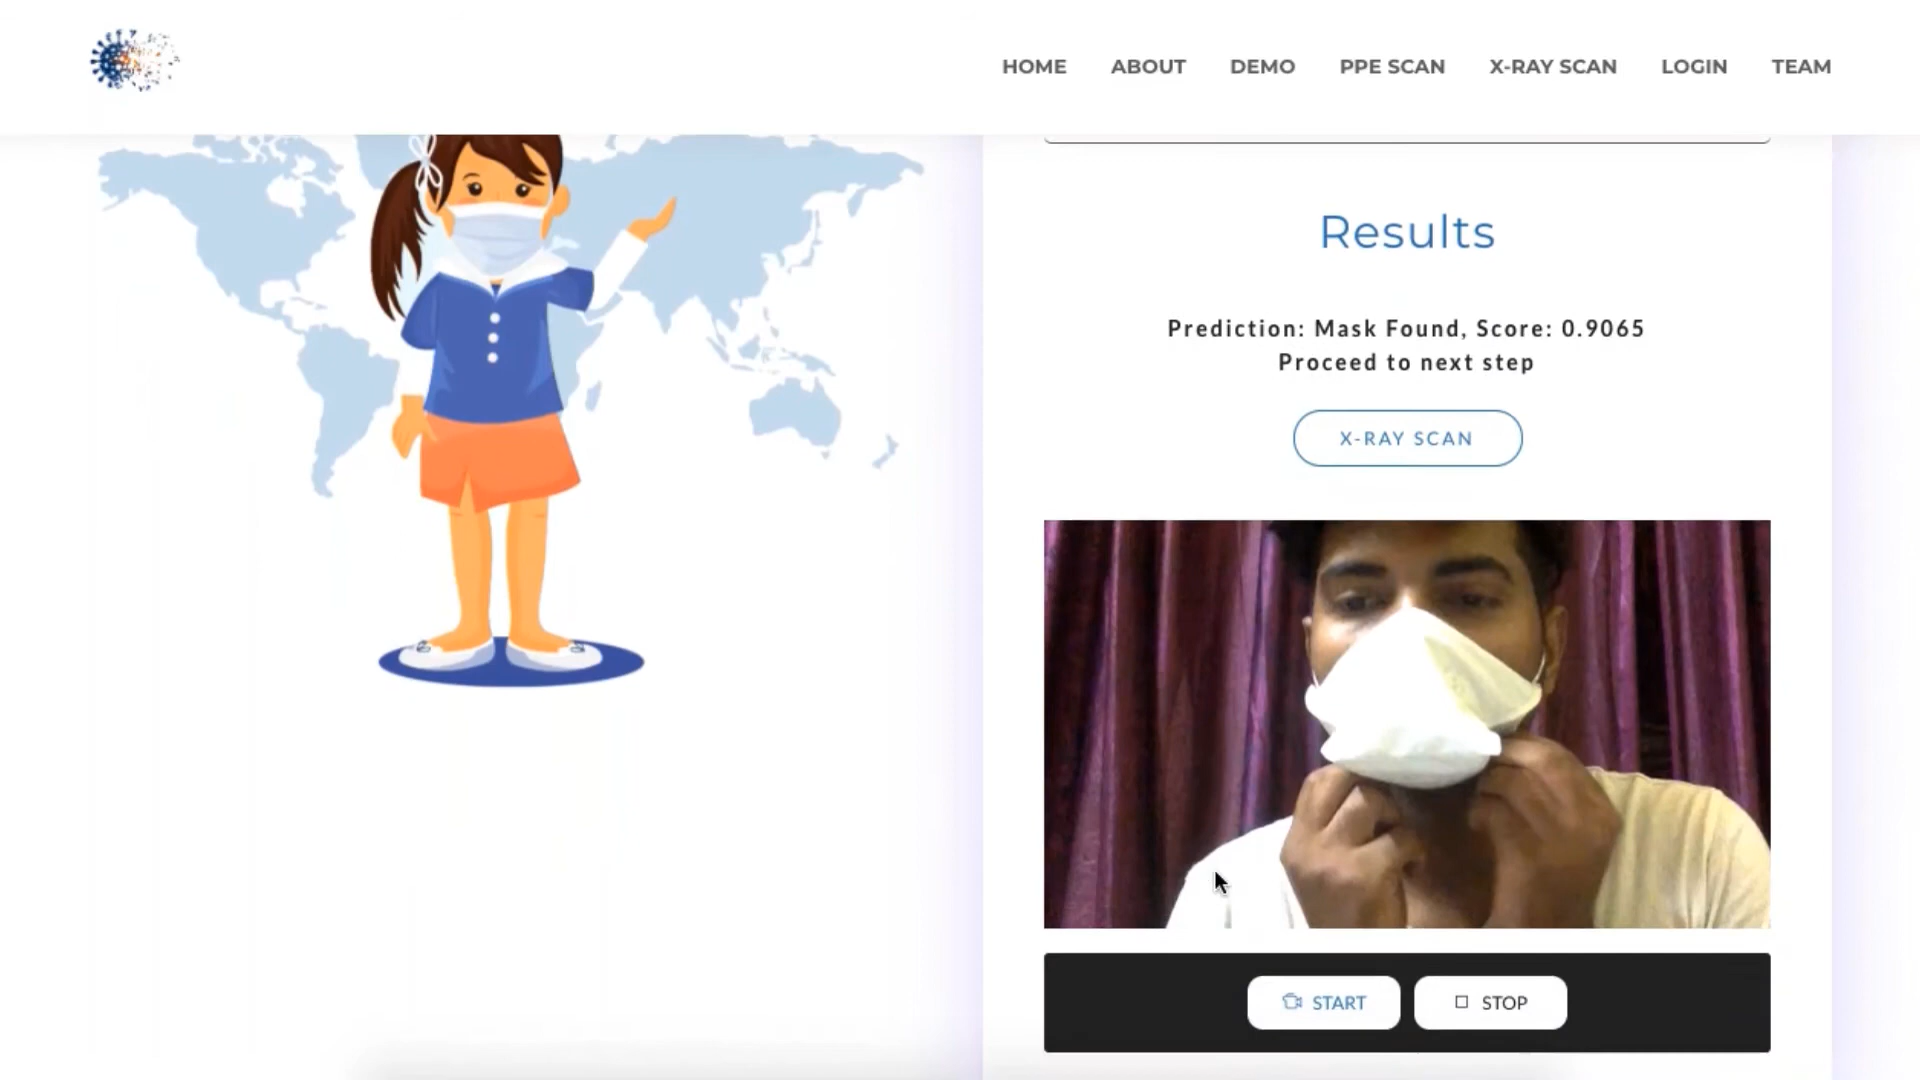 HOME ABOUT DEMO PPE SCAN X-RAY SCAN LOGIN TEAM
Results
Prediction: Mask Found, Score: 0.9065
Proceed to next step
X-RAY SCAN
START STOP